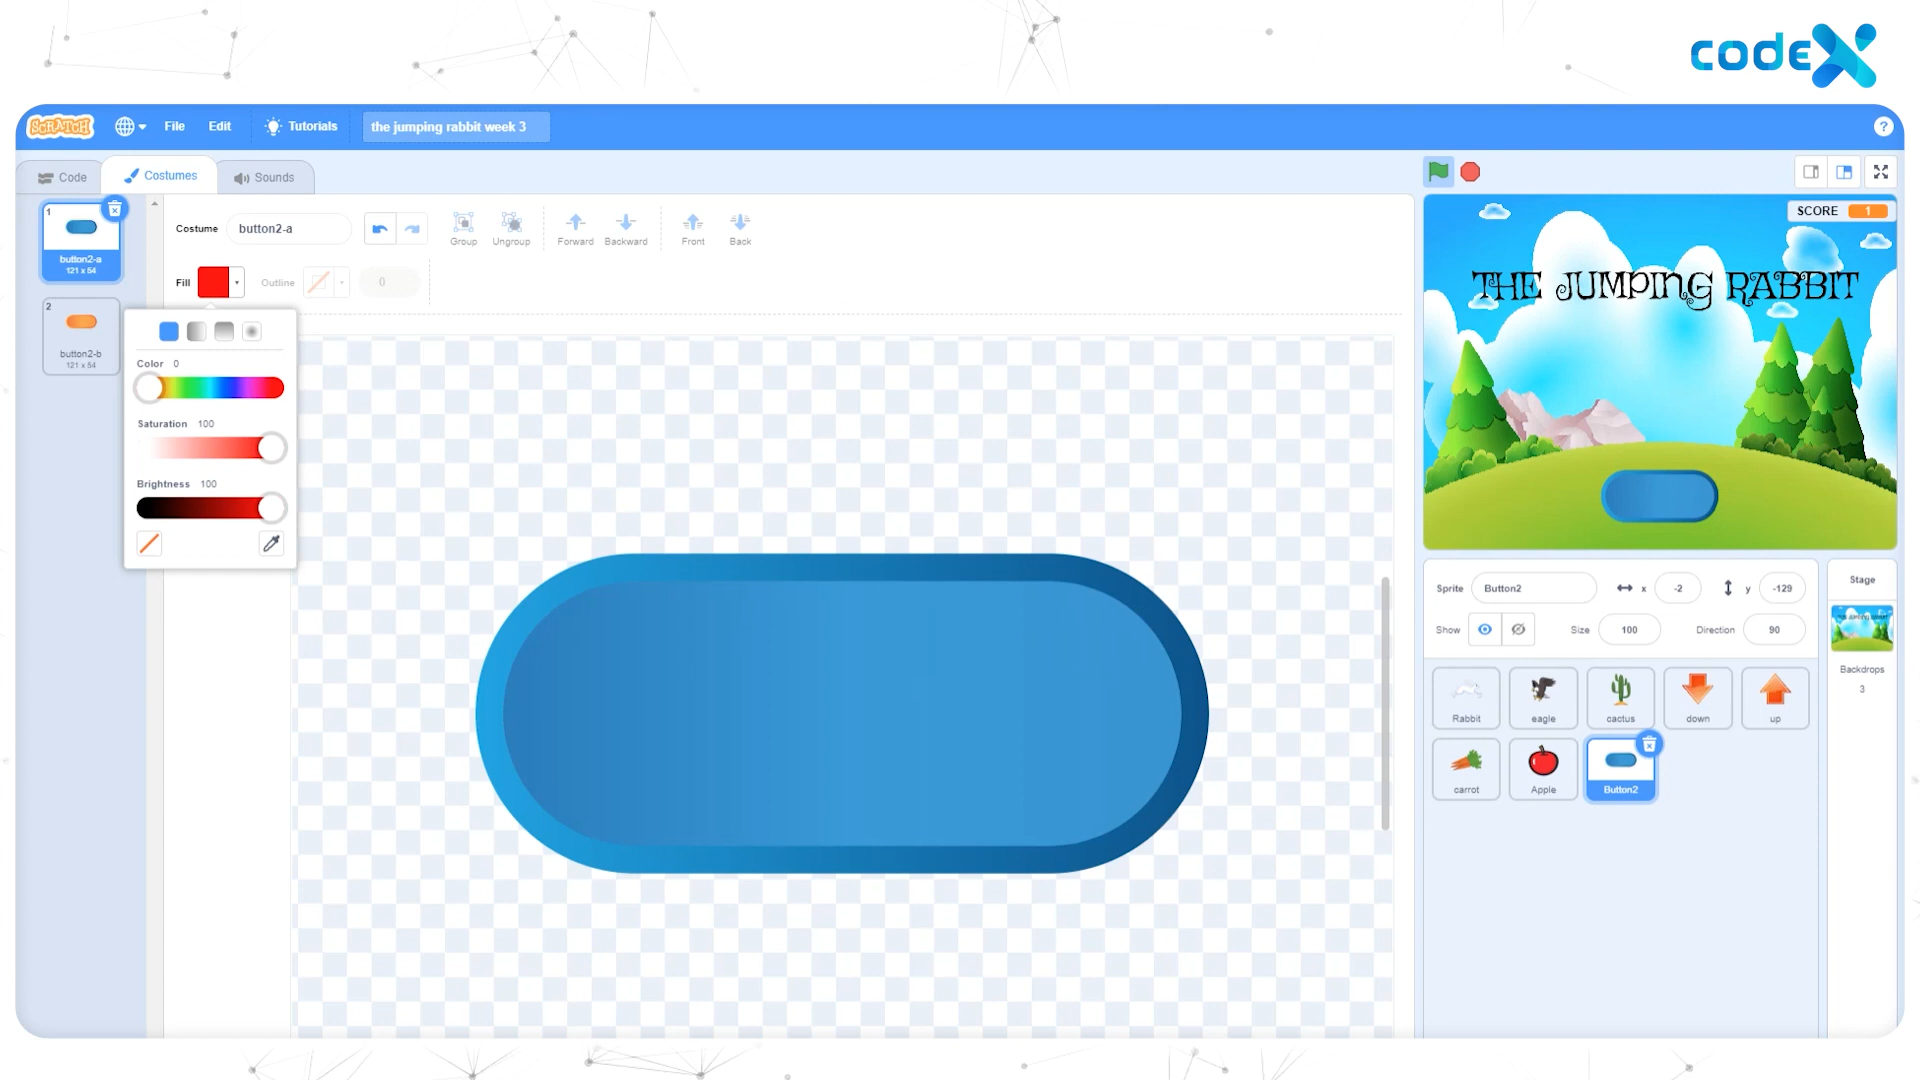 codeX
SCRATCH File Edit Tutorials the jumping rabbit week 3 ?
Code Costumes Sounds
1
button2-a
121 x 54
2
button2-b
121 x 54
Costume button2-a Group Ungroup Forward Backward Front Back
Fill Outline 0
Color 0
Saturation 100
Brightness 100
SCORE 1
THE JUMPING RABBIT
Sprite Button2 x -2 y -129
Show Size 100 Direction 90
Rabbit eagle cactus down up
carrot Apple Button2
Stage
Backdrops
3